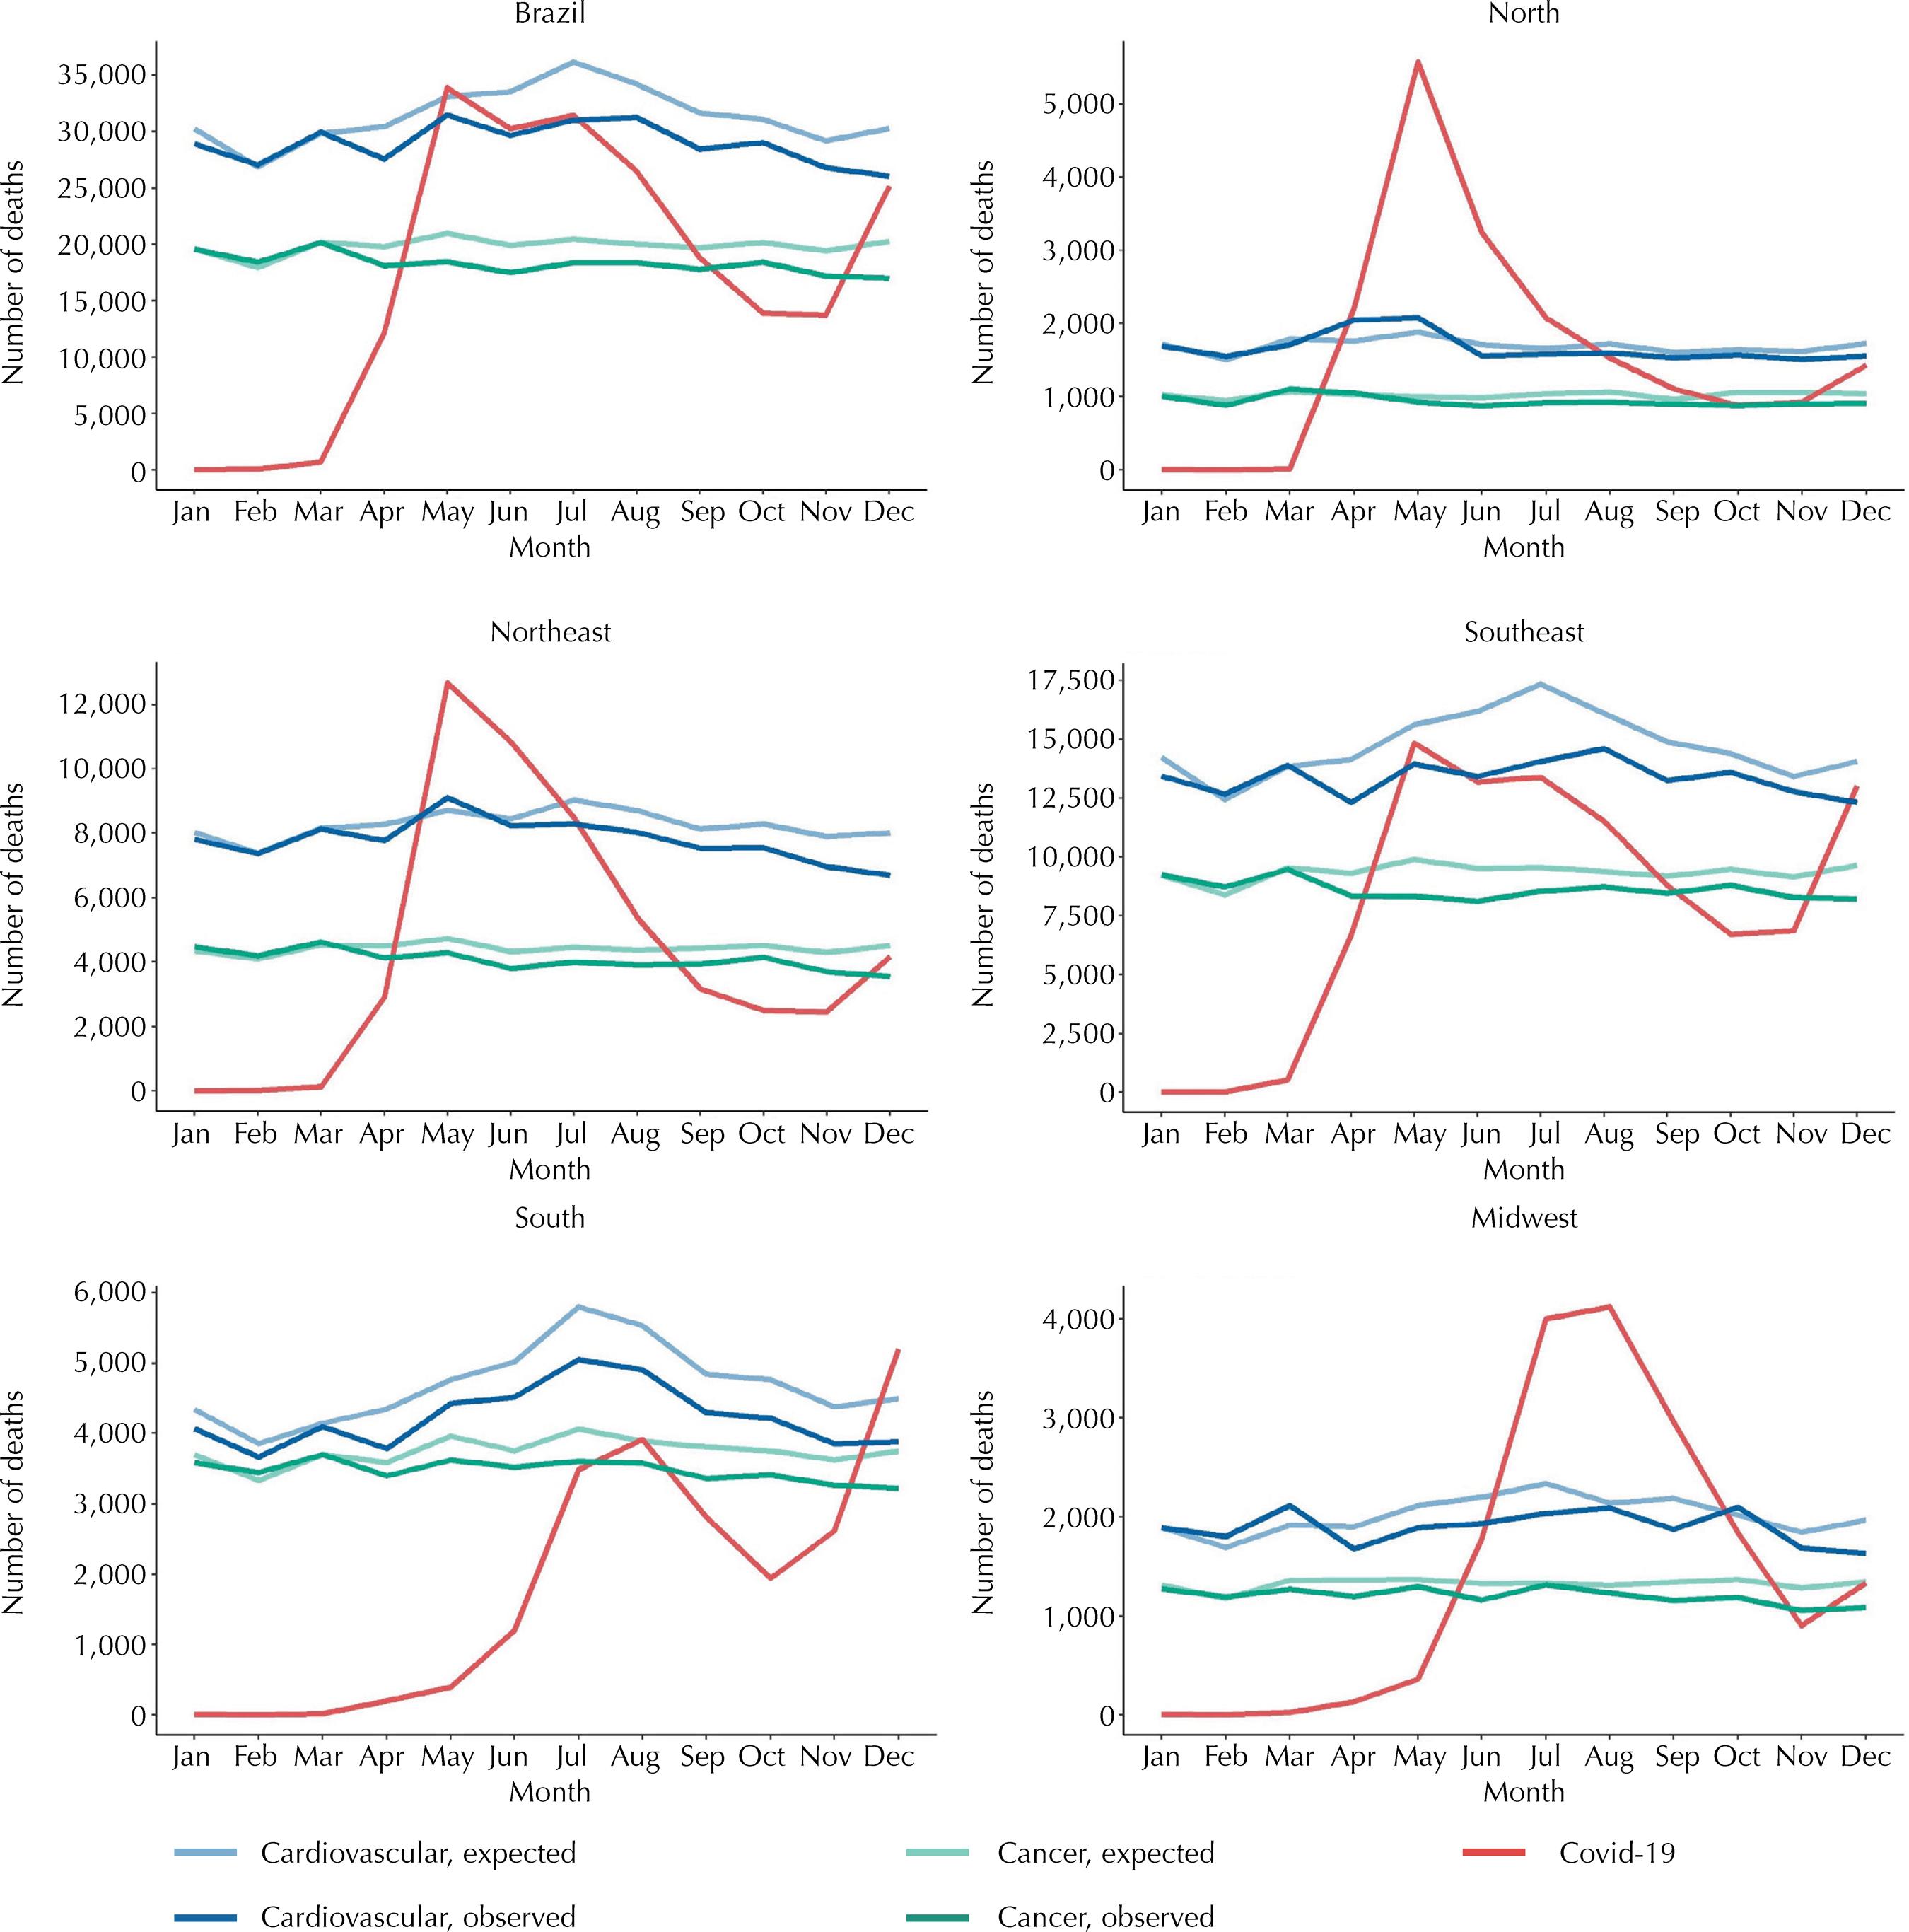 Brazil
Number of deaths
35,000
30,000
25,000
20,000
15,000
10,000
5,000
0
Jan Feb Mar Apr May Jun Jul Aug Sep Oct Nov Dec
Month
North
Number of deaths
5,000
4,000
3,000
2,000
1,000
0
Jan Feb Mar Apr May Jun Jul Aug Sep Oct Nov Dec
Month
Northeast
Number of deaths
12,000
10,000
8,000
6,000
4,000
2,000
0
Jan Feb Mar Apr May Jun Jul Aug Sep Oct Nov Dec
Month
Southeast
Number of deaths
17,500
15,000
12,500
10,000
7,500
5,000
2,500
0
Jan Feb Mar Apr May Jun Jul Aug Sep Oct Nov Dec
Month
South
Number of deaths
6,000
5,000
4,000
3,000
2,000
1,000
0
Jan Feb Mar Apr May Jun Jul Aug Sep Oct Nov Dec
Month
Midwest
Number of deaths
4,000
3,000
2,000
1,000
0
Jan Feb Mar Apr May Jun Jul Aug Sep Oct Nov Dec
Month
Cardiovascular, expected
Cancer, expected
Covid-19
Cardiovascular, observed
Cancer, observed